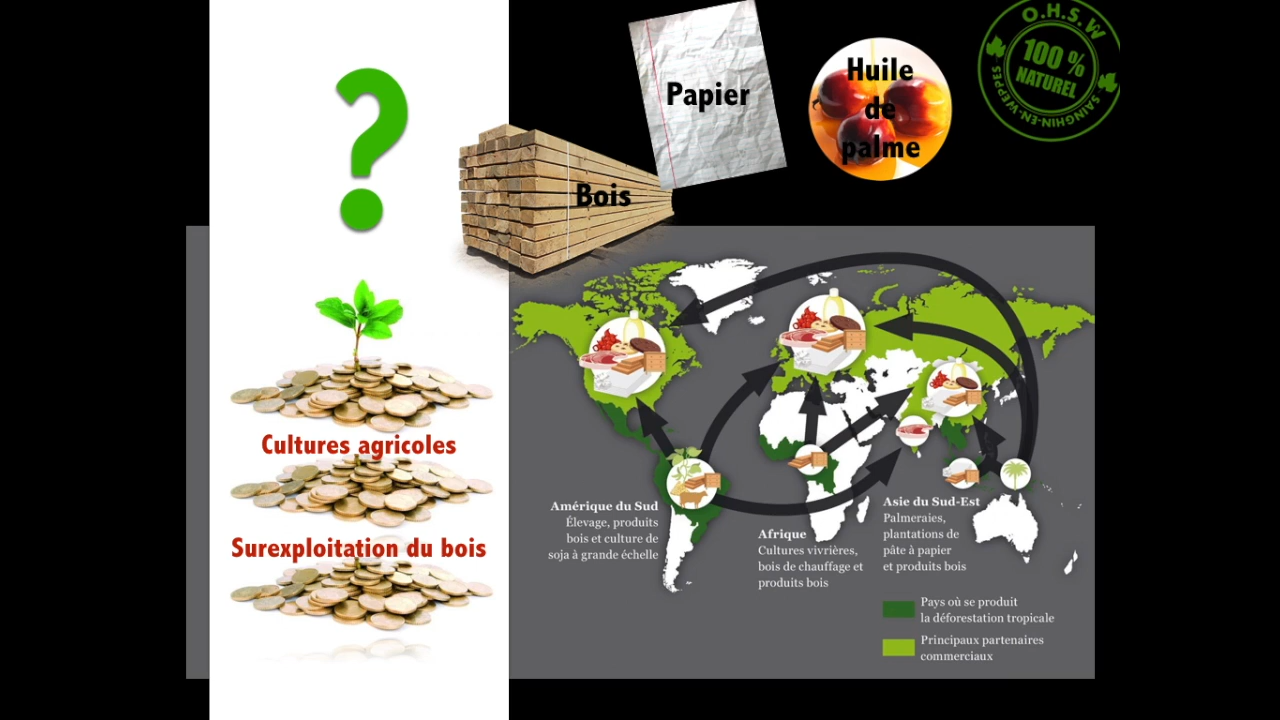 ?
Papier
Huile
de
palme
O.H.S.W
100 %
NATUREL
SAINGHIN-EN-WEPPES
Bois
Cultures agricoles
Surexploitation du bois
Amérique du Sud
Élevage, produits
bois et culture de
soja à grande échelle
Afrique
Cultures vivrières,
bois de chauffage et
produits bois
Asie du Sud-Est
Palmeraies,
plantations de
pâte à papier
et produits bois
Pays où se produit
la déforestation tropicale
Principaux partenaires
commerciaux